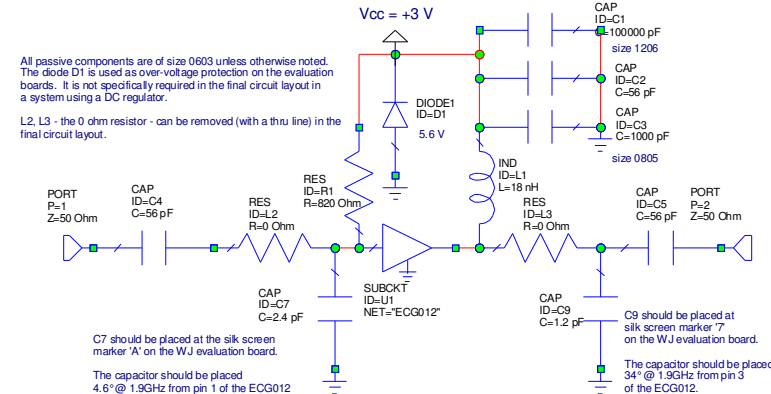 Vcc = +3 V
CAP
ID=C1
C=100000 pF
size 1206
All passive components are of size 0603 unless otherwise noted.
The diode D1 is used as over-voltage protection on the evaluation
boards. It is not specifically required in the final circuit layout in
a system using a DC regulator.
L2, L3 - the 0 ohm resistor - can be removed (with a thru line) in the
final circuit layout.
CAP
ID=C2
C=56 pF
DIODE1
ID=D1
5.6 V
CAP
ID=C3
C=1000 pF
size 0805
IND
ID=L1
L=18 nH
RES
ID=R1
R=820 Ohm
PORT
P=1
Z=50 Ohm
CAP
ID=C4
C=56 pF
RES
ID=L2
R=0 Ohm
RES
ID=L3
R=0 Ohm
CAP
ID=C5
C=56 pF
PORT
P=2
Z=50 Ohm
SUBCKT
ID=U1
NET="ECG012"
CAP
ID=C7
C=2.4 pF
CAP
ID=C9
C=1.2 pF
C9 should be placed at
silk screen marker '7'
on the WJ evaluation board.
The capacitor should be placed
34° @ 1.9GHz from pin 3
of the ECG012.
C7 should be placed at the silk screen
marker 'A' on the WJ evaluation board.
The capacitor should be placed
4.6° @ 1.9GHz from pin 1 of the ECG012